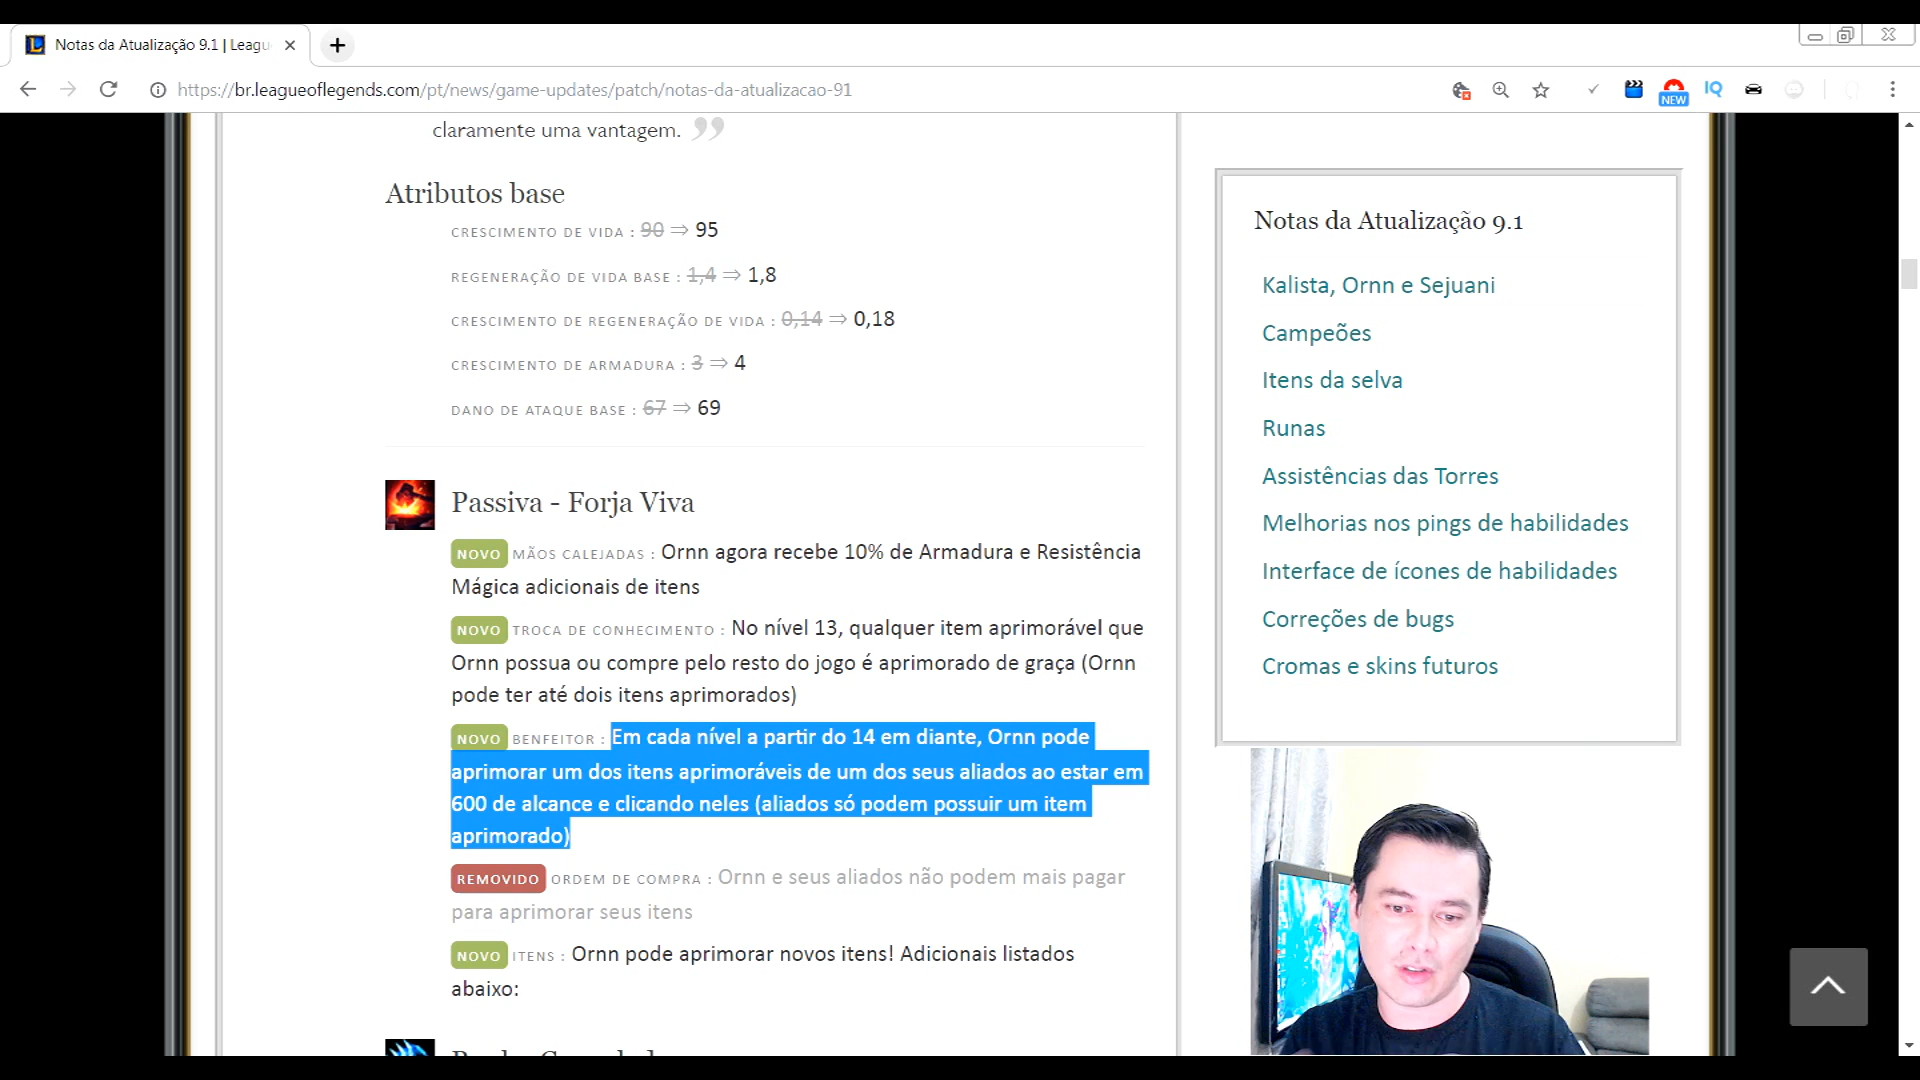 Notas da Atualização 9.1 | Leagu
https://br.leagueoflegends.com/pt/news/game-updates/patch/notas-da-atualizacao-91
NEW
IQ
claramente uma vantagem.
Atributos base
CRESCIMENTO DE VIDA : 90 ⇒ 95
REGENERAÇÃO DE VIDA BASE : 1,4 ⇒ 1,8
CRESCIMENTO DE REGENERAÇÃO DE VIDA : 0,14 ⇒ 0,18
CRESCIMENTO DE ARMADURA : 3 ⇒ 4
DANO DE ATAQUE BASE : 67 ⇒ 69
Passiva - Forja Viva
NOVO MÃOS CALEJADAS : Ornn agora recebe 10% de Armadura e Resistência
Mágica adicionais de itens
NOVO TROCA DE CONHECIMENTO : No nível 13, qualquer item aprimorável que
Ornn possua ou compre pelo resto do jogo é aprimorado de graça (Ornn
pode ter até dois itens aprimorados)
NOVO BENFEITOR : Em cada nível a partir do 14 em diante, Ornn pode
aprimorar um dos itens aprimoráveis de um dos seus aliados ao estar em
600 de alcance e clicando neles (aliados só podem possuir um item
aprimorado)
REMOVIDO ORDEM DE COMPRA : Ornn e seus aliados não podem mais pagar
para aprimorar seus itens
NOVO ITENS : Ornn pode aprimorar novos itens! Adicionais listados
abaixo:
Notas da Atualização 9.1
Kalista, Ornn e Sejuani
Campeões
Itens da selva
Runas
Assistências das Torres
Melhorias nos pings de habilidades
Interface de ícones de habilidades
Correções de bugs
Cromas e skins futuros